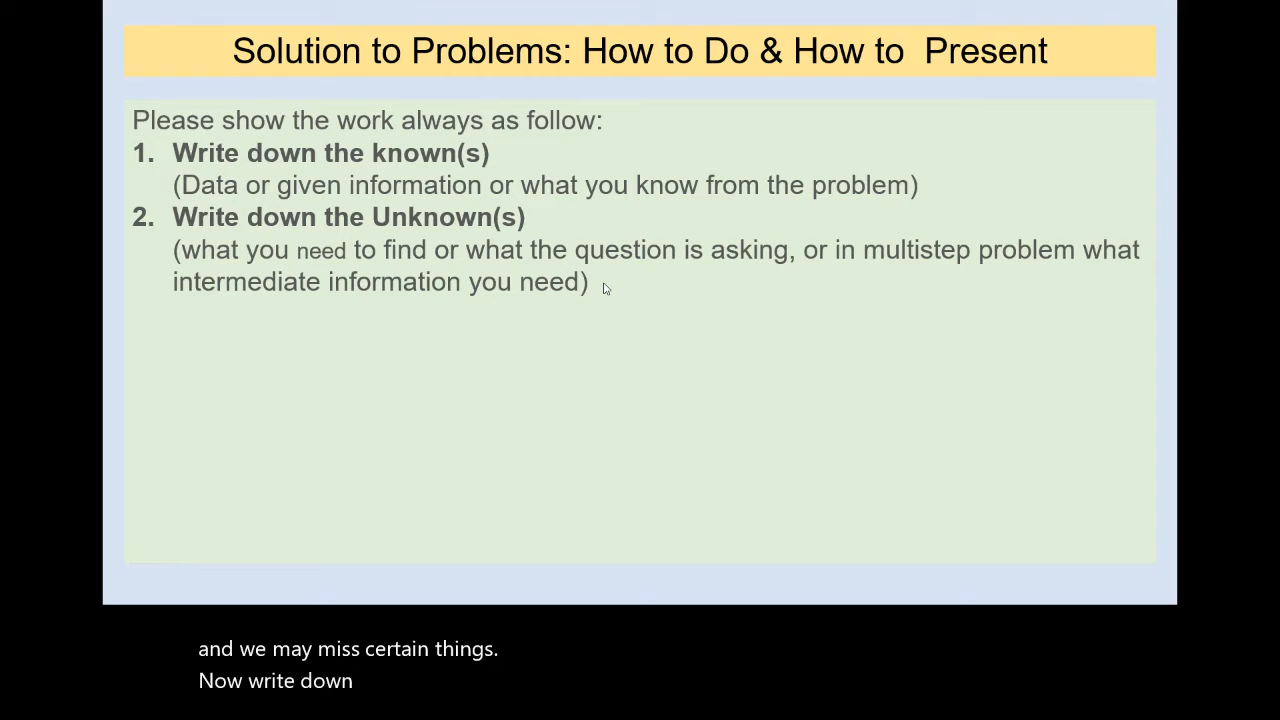 Solution to Problems: How to Do & How to  Present
Please show the work always as follow:
1. Write down the known(s)
(Data or given information or what you know from the problem)
2. Write down the Unknown(s)
(what you need to find or what the question is asking, or in multistep problem what
intermediate information you need)
and we may miss certain things.
Now write down